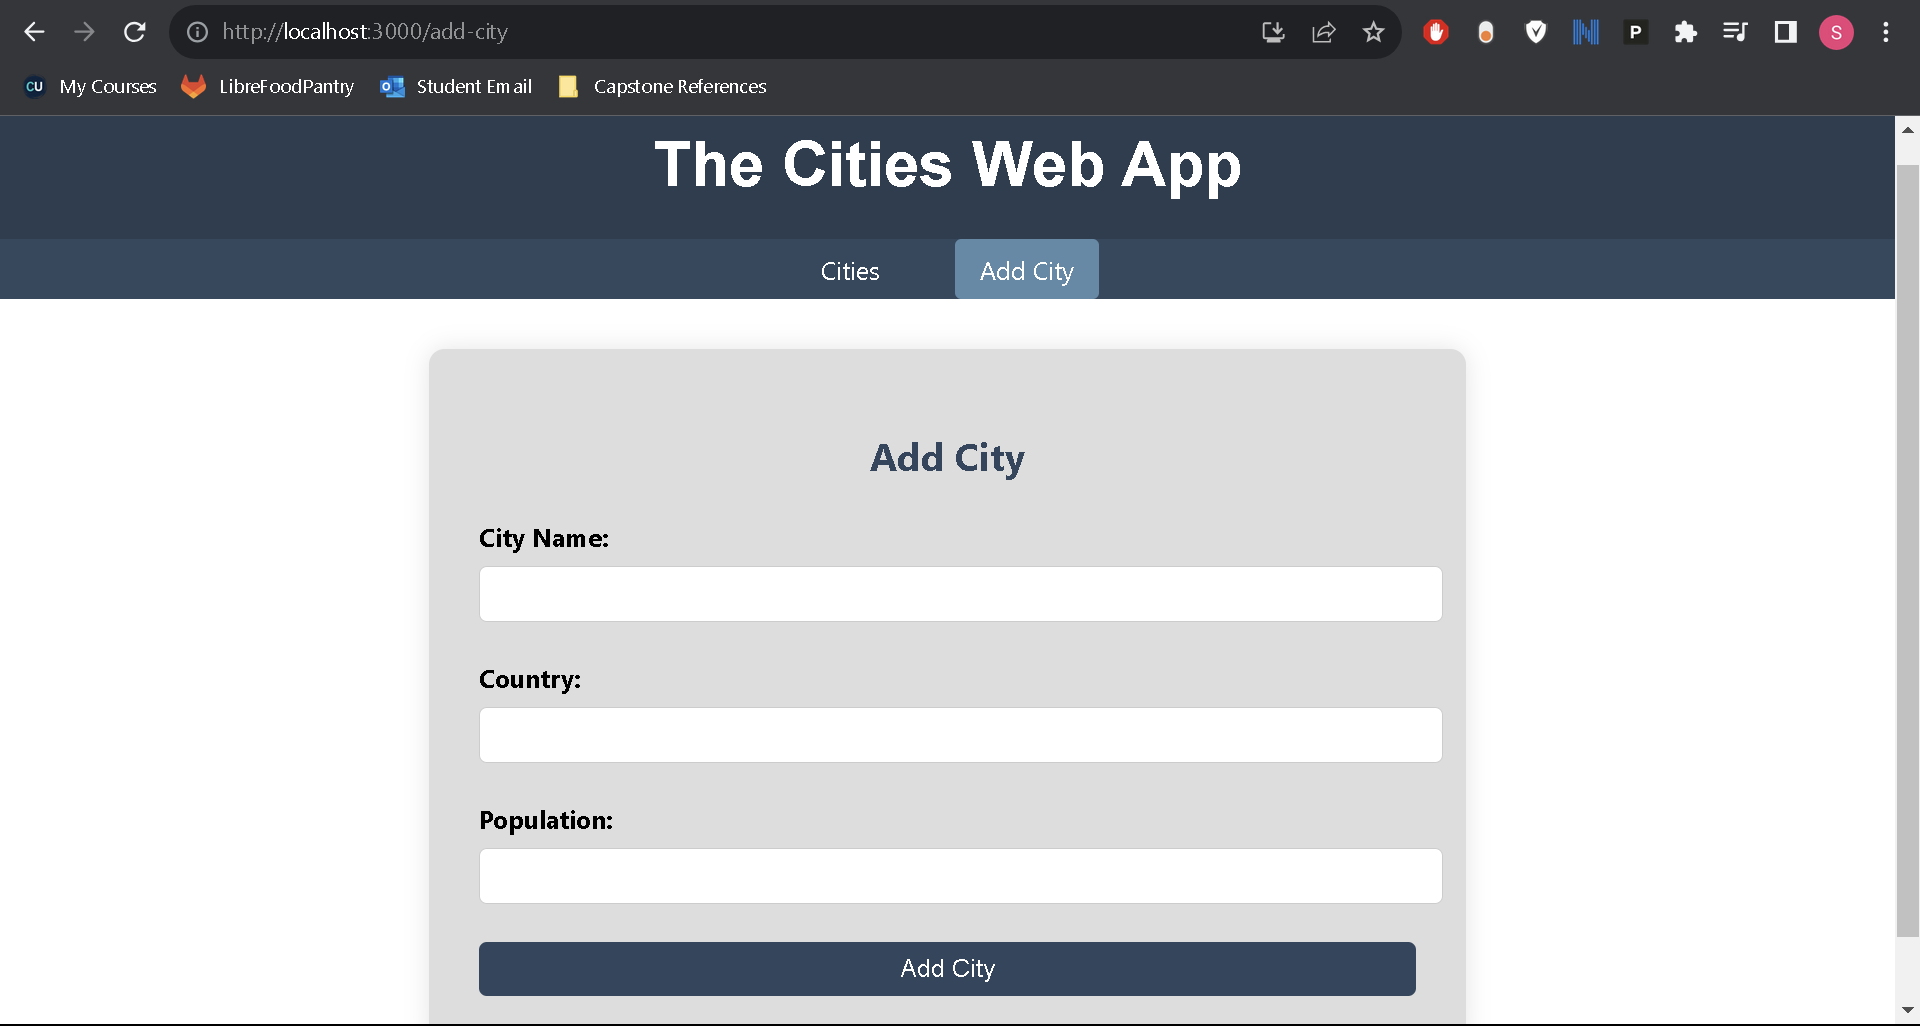 http://localhost:3000/add-city
P
S
CU My Courses LibreFoodPantry Student Email Capstone References
The Cities Web App
Cities Add City
Add City
City Name:
Country:
Population:
Add City